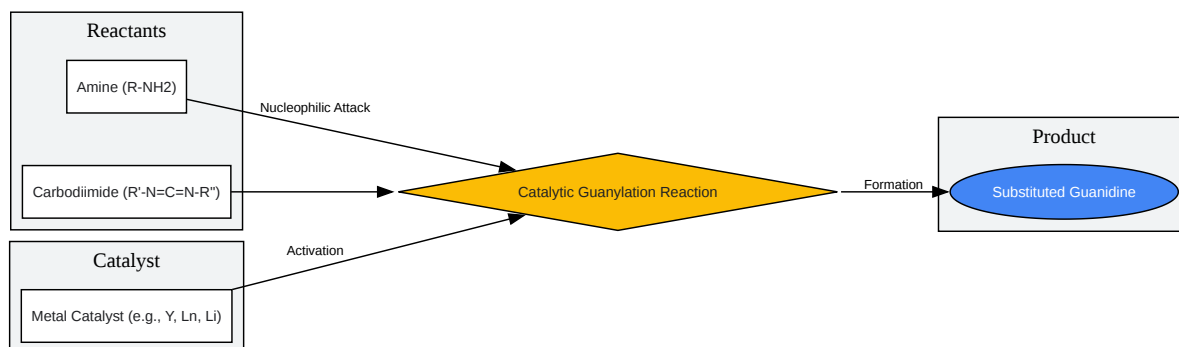 Reactants
Amine (R-NH2)
Nucleophilic Attack
Carbodiimide (R'-N=C=N-R")
Catalytic Guanylation Reaction
Formation
Product
Substituted Guanidine
Catalyst
Activation
Metal Catalyst (e.g., Y, Ln, Li)